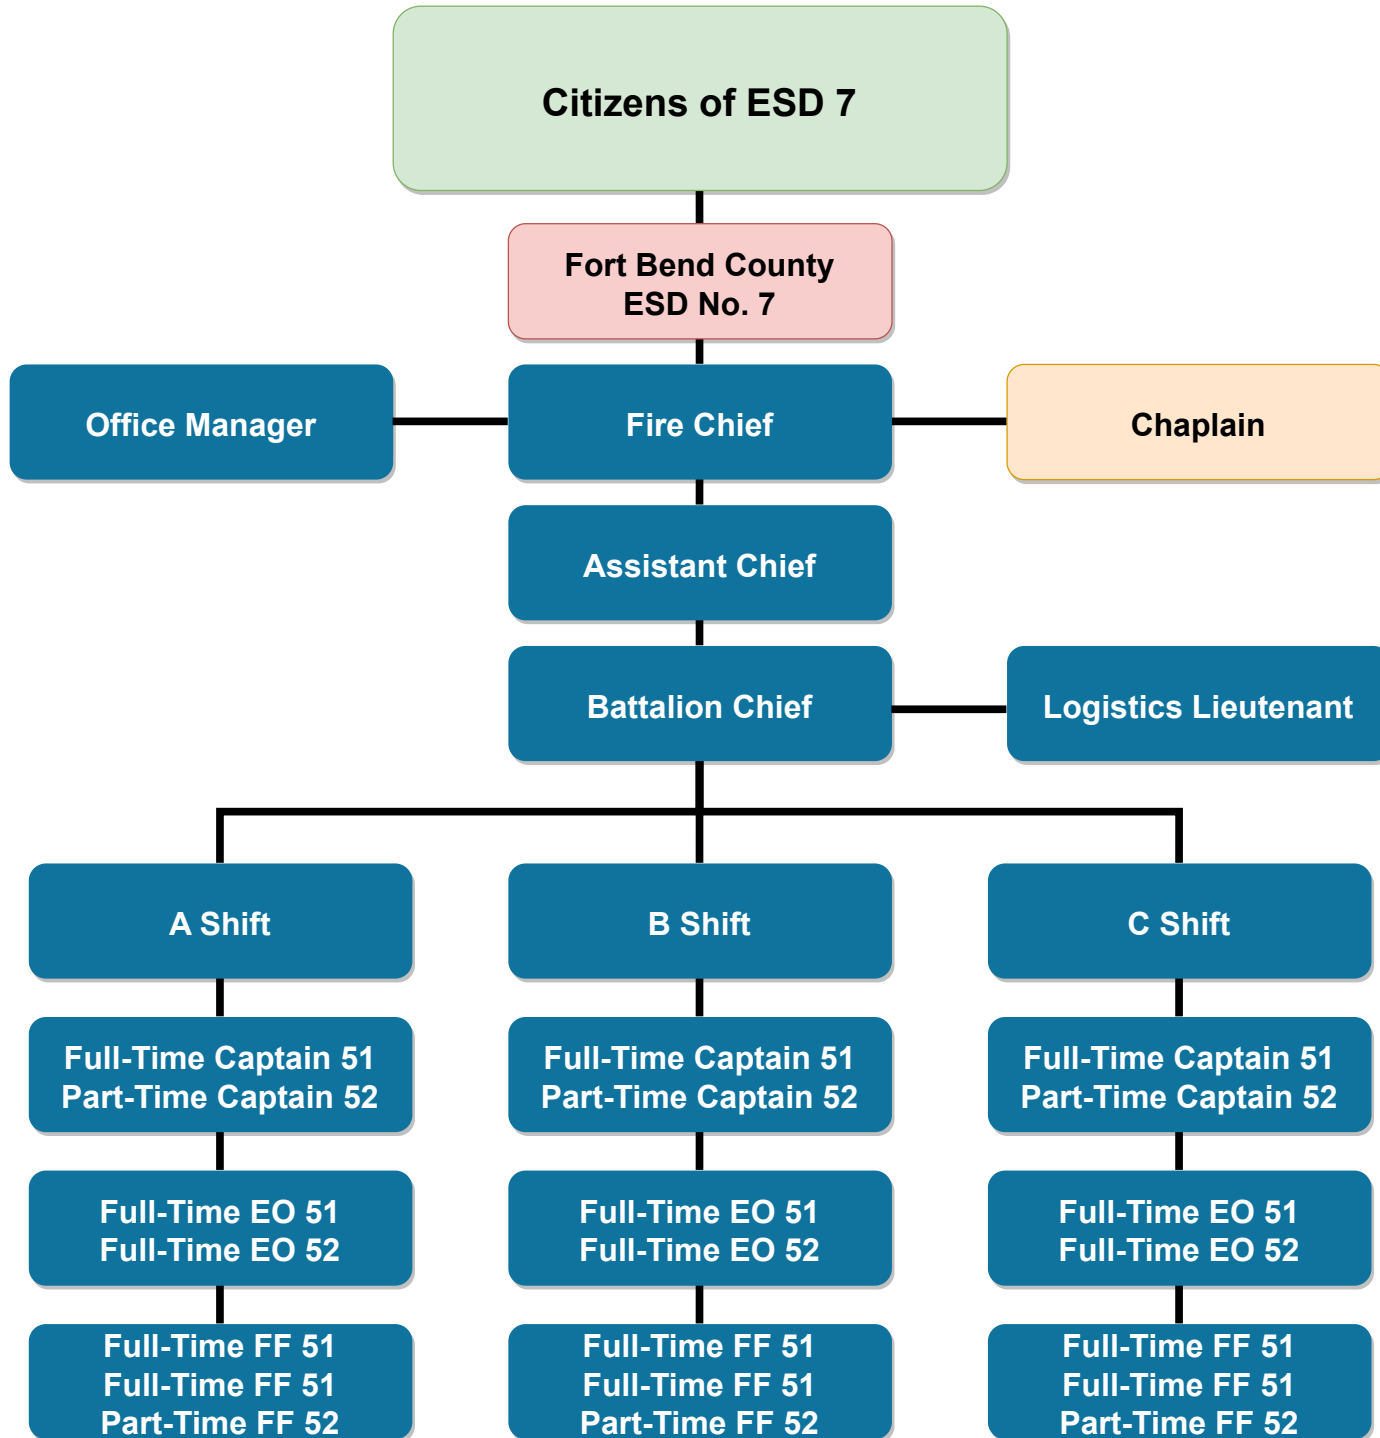 Citizens of ESD 7
Fort Bend County
ESD No. 7
Office Manager
Fire Chief
Chaplain
Assistant Chief
Battalion Chief
Logistics Lieutenant
A Shift
B Shift
C Shift
Full-Time Captain 51
Part-Time Captain 52
Full-Time Captain 51
Part-Time Captain 52
Full-Time Captain 51
Part-Time Captain 52
Full-Time EO 51
Full-Time EO 52
Full-Time EO 51
Full-Time EO 52
Full-Time EO 51
Full-Time EO 52
Full-Time FF 51
Full-Time FF 51
Part-Time FF 52
Full-Time FF 51
Full-Time FF 51
Part-Time FF 52
Full-Time FF 51
Full-Time FF 51
Part-Time FF 52